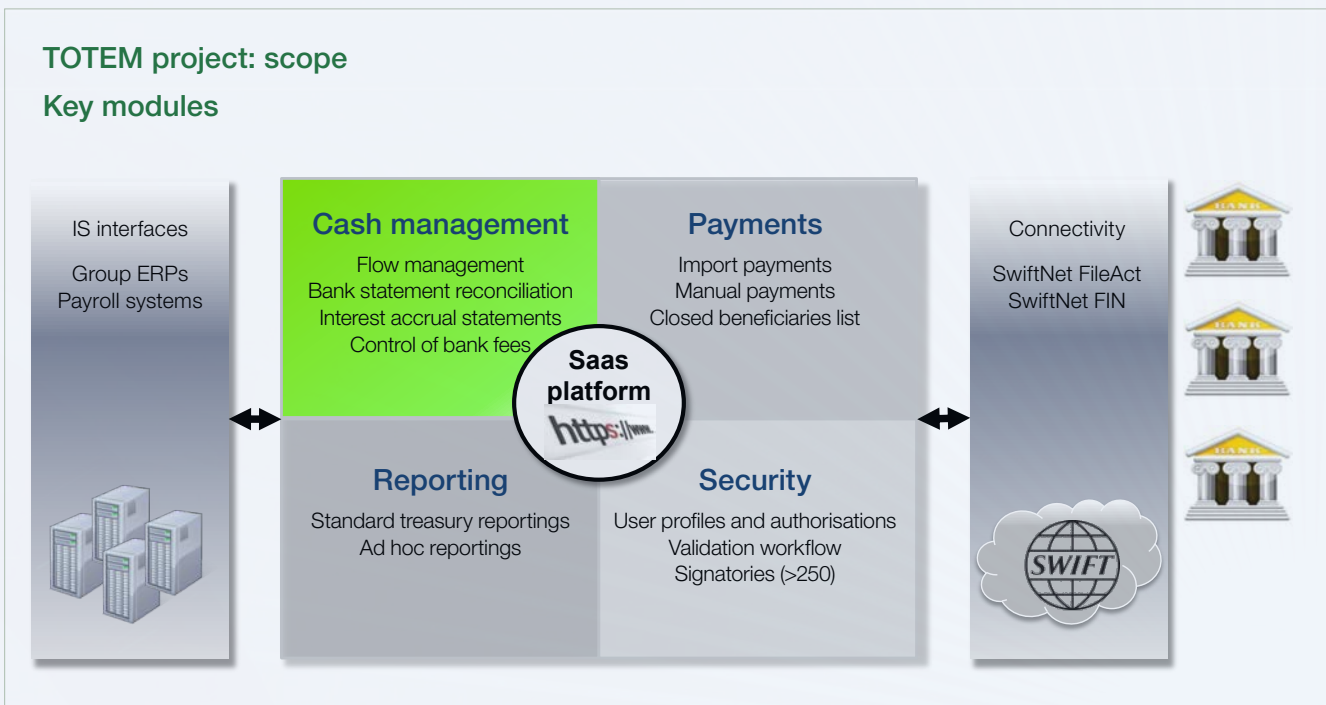 TOTEM project: scope
Key modules
IS interfaces
Group ERPs
Payroll systems
Cash management
Flow management
Bank statement reconciliation
Interest accrual statements
Control of bank fees
Payments
Import payments
Manual payments
Closed beneficiaries list
Saas
platform
https://www.
Reporting
Standard treasury reportings
Ad hoc reportings
Security
User profiles and authorisations
Validation workflow
Signatories (>250)
Connectivity
SwiftNet FileAct
SwiftNet FIN
SWIFT
BANK
BANK
BANK